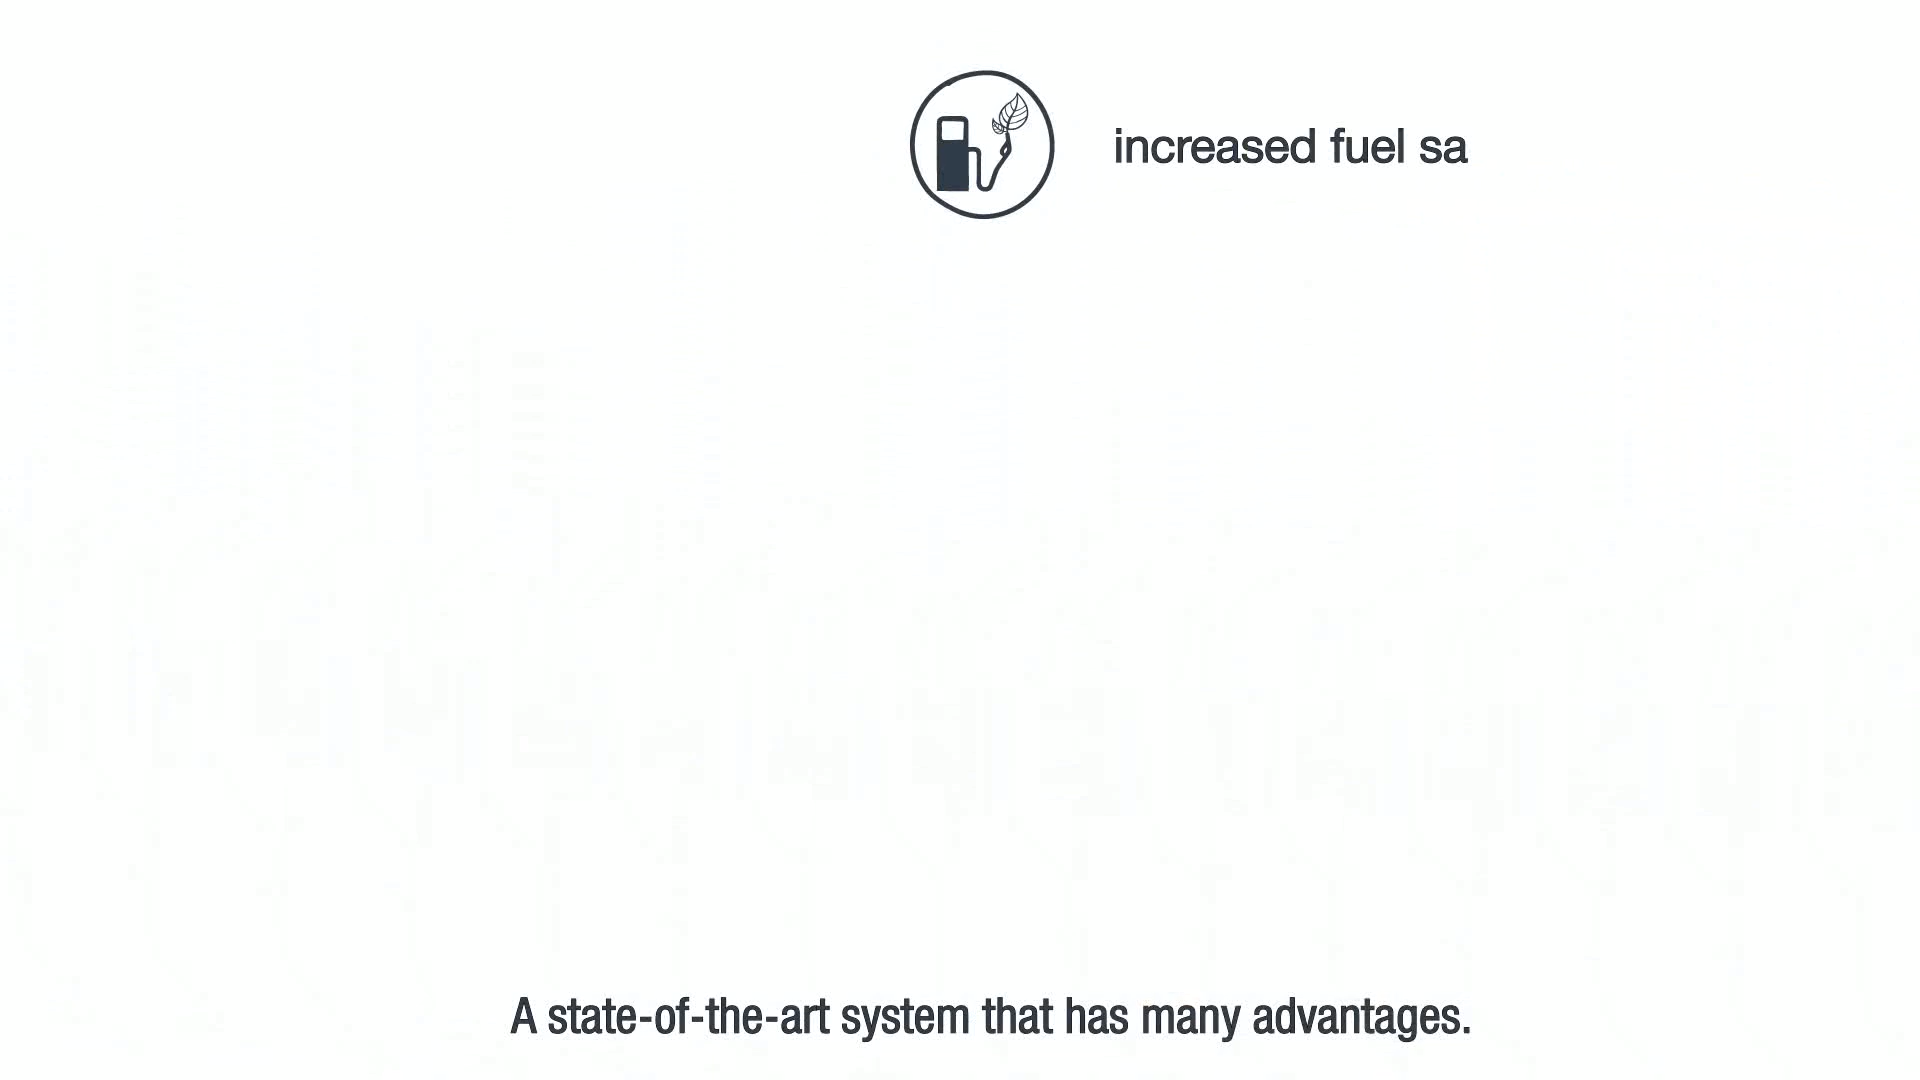 increased fuel sa
A state-of-the-art system that has many advantages.